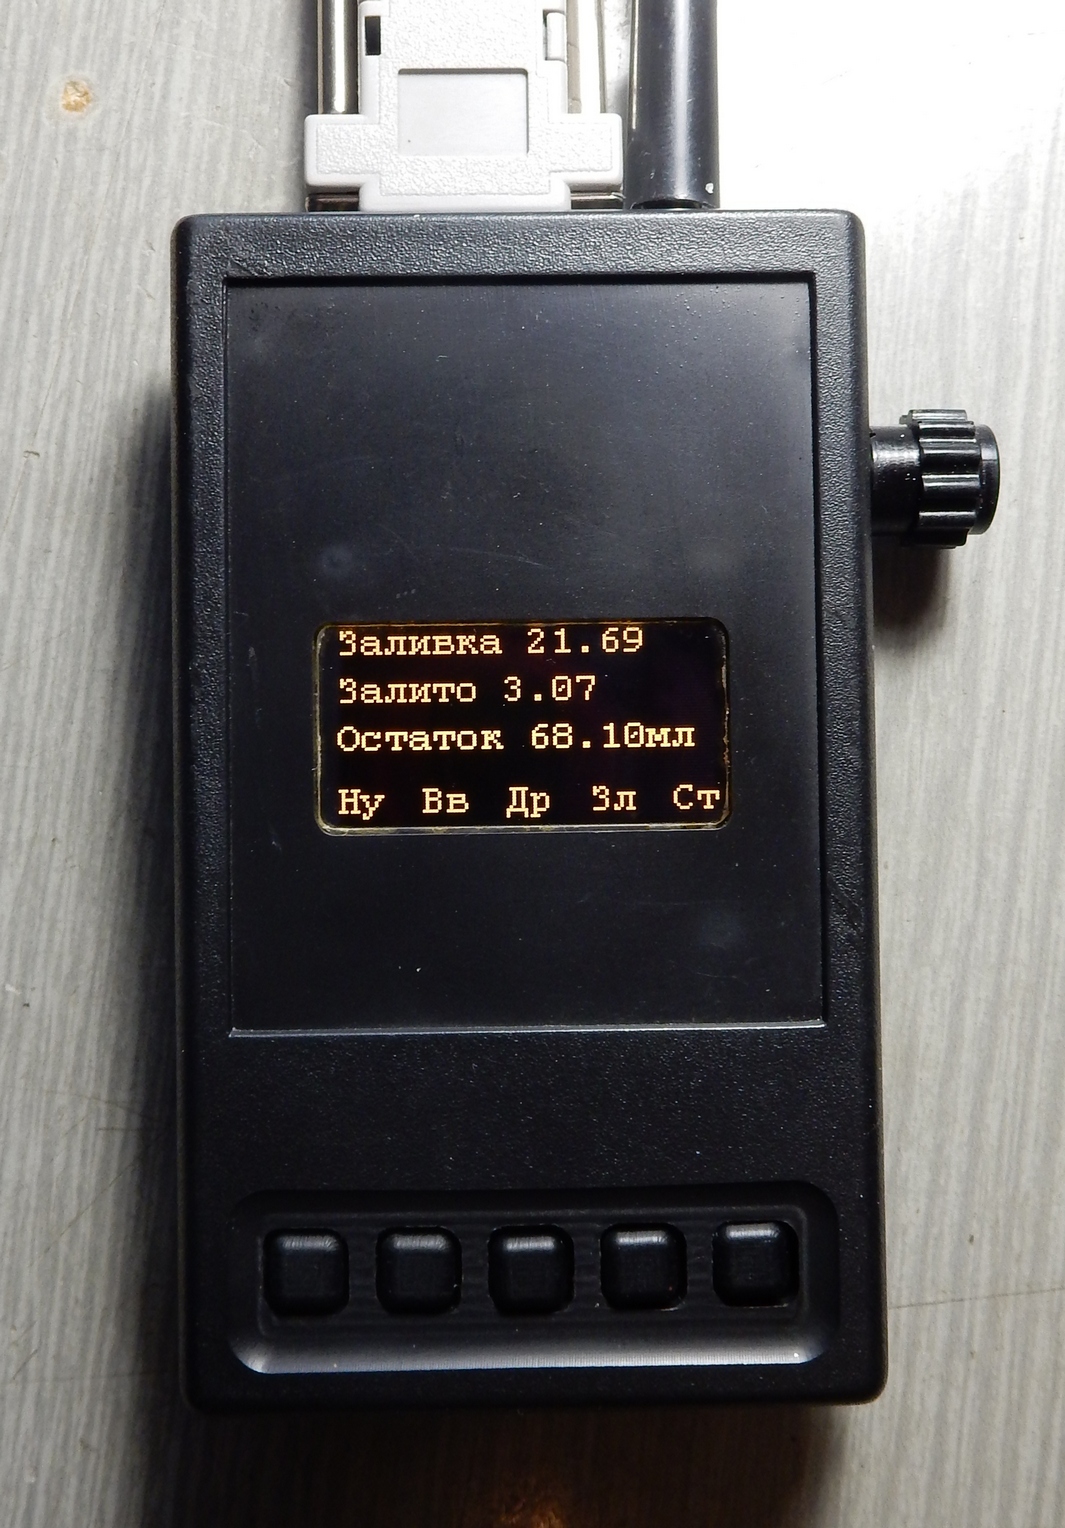 Заливка 21.69
Залито 3.07
Остаток 68.10мл
Ну Вв Др Зл Ст